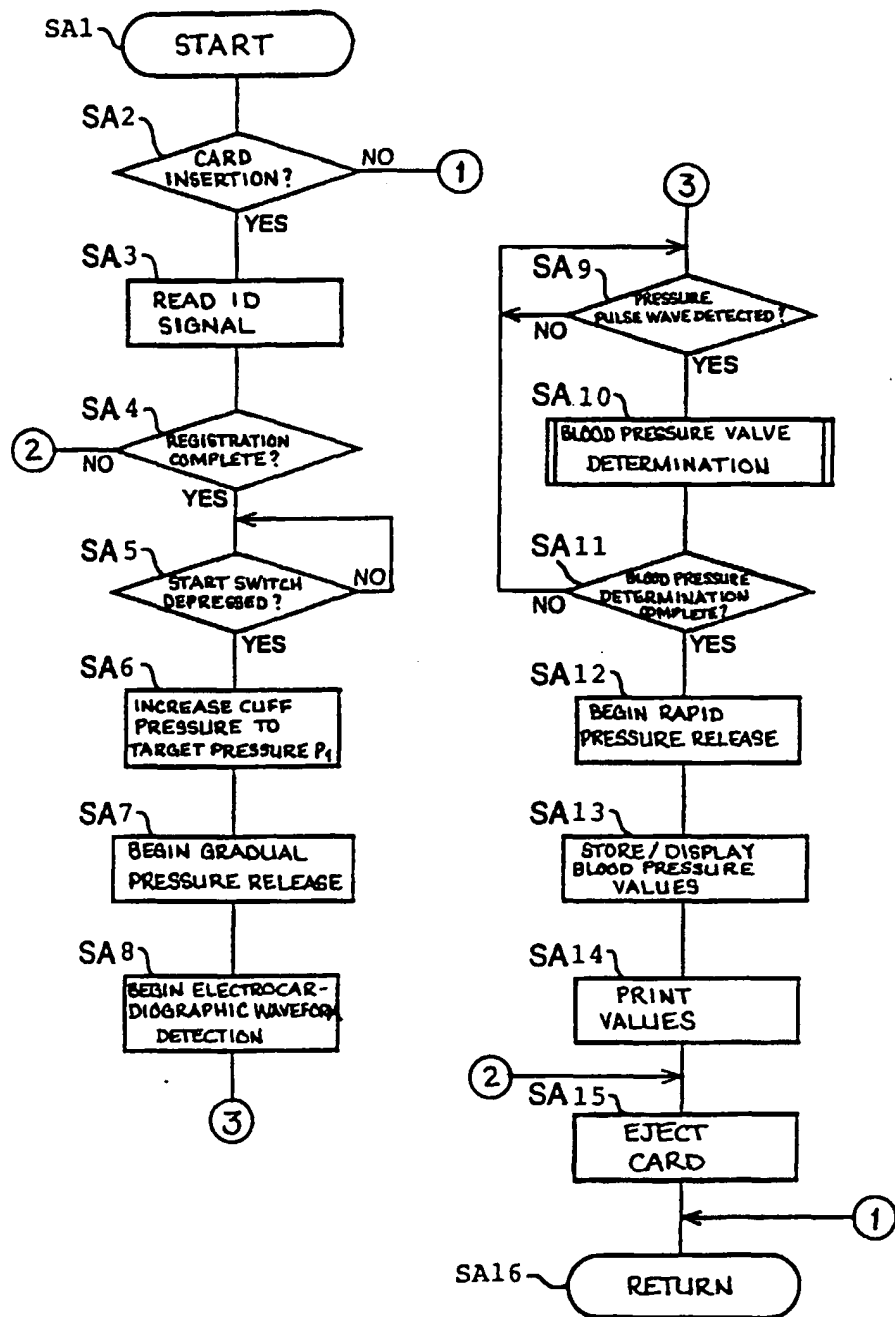 SA1
START
SA2
CARD
INSERTION?
NO
1
YES
SA3
READ ID
SIGNAL
SA4
2
REGISTRATION
COMPLETE?
NO
YES
SA5
START SWITCH
DEPRESSED?
NO
YES
SA6
INCREASE CUFF
PRESSURE TO
TARGET PRESSURE P1
SA7
BEGIN GRADUAL
PRESSURE RELEASE
SA8
BEGIN ELECTROCAR-
DIOGRAPHIC WAVEFORM
DETECTION
3
3
SA9
PRESSURE
PULSE WAVE DETECTED?
NO
YES
SA10
BLOOD PRESSURE VALVE
DETERMINATION
SA11
BLOOD PRESSURE
DETERMINATION
COMPLETE?
NO
YES
SA12
BEGIN RAPID
PRESSURE RELEASE
SA13
STORE/DISPLAY
BLOOD PRESSURE
VALUES
SA14
PRINT
VALUES
2
SA15
EJECT
CARD
1
SA16
RETURN